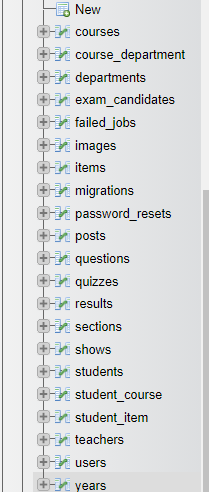 New
courses
course_department
departments
exam_candidates
failed_jobs
images
items
migrations
password_resets
posts
questions
quizzes
results
sections
shows
students
student_course
student_item
teachers
users
years